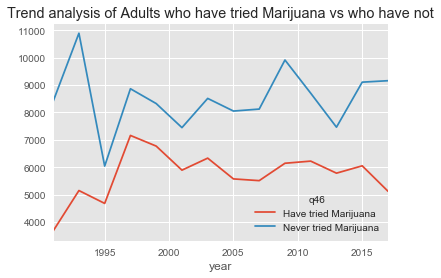 Trend analysis of Adults who have tried Marijuana vs who have not
11000
10000
9000
8000
7000
6000
5000
4000
q46
Have tried Marijuana
Never tried Marijuana
1995
2000
2005
2010
2015
year